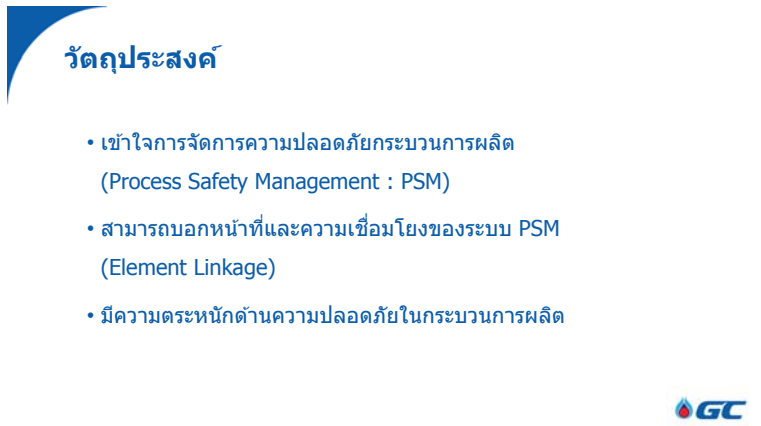 วัตถุประสงค์
• เข้าใจการจัดการความปลอดภัยกระบวนการผลิต
(Process Safety Management : PSM)
• สามารถบอกหน้าที่และความเชื่อมโยงของระบบ PSM
(Element Linkage)
• มีความตระหนักด้านความปลอดภัยในกระบวนการผลิต
GC